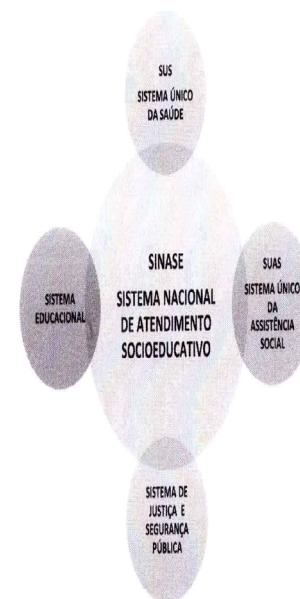 SUS
SISTEMA ÚNICO
DA SAÚDE
SINASE
SISTEMA NACIONAL
DE ATENDIMENTO
SOCIOEDUCATIVO
SISTEMA
EDUCACIONAL
SUAS
SISTEMA ÚNICO
DA
ASSISTÊNCIA
SOCIAL
SISTEMA DE
JUSTIÇA E
SEGURANÇA
PÚBLICA